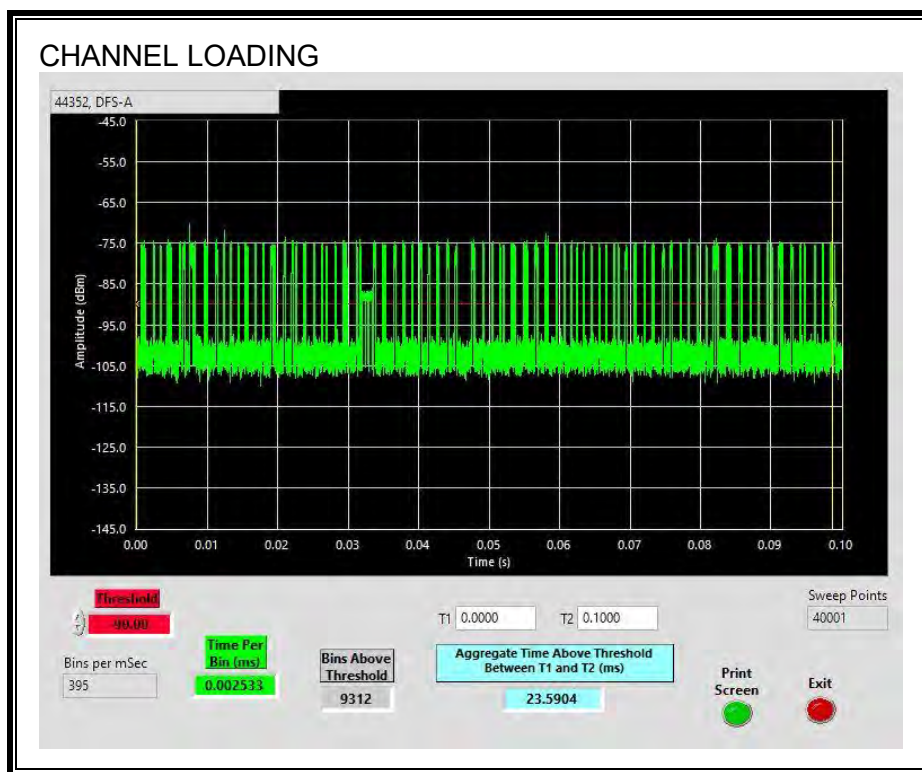 CHANNEL LOADING
44352, DFS-A
-45.0
-55.0
-65.0
-75.0
-85.0
-95.0
-105.0
-115.0
-125.0
-135.0
-145.0
Amplitude (dBm)
0.00 0.01 0.02 0.03 0.04 0.05 0.06 0.07 0.08 0.09 0.10
Time (s)
Threshold
-90.00
Bins per mSec
395
Time Per
Bin (ms)
0.002533
Bins Above
Threshold
9312
T1 0.0000 T2 0.1000
Aggregate Time Above Threshold
Between T1 and T2 (ms)
23.5904
Sweep Points
40001
Print
Screen
Exit